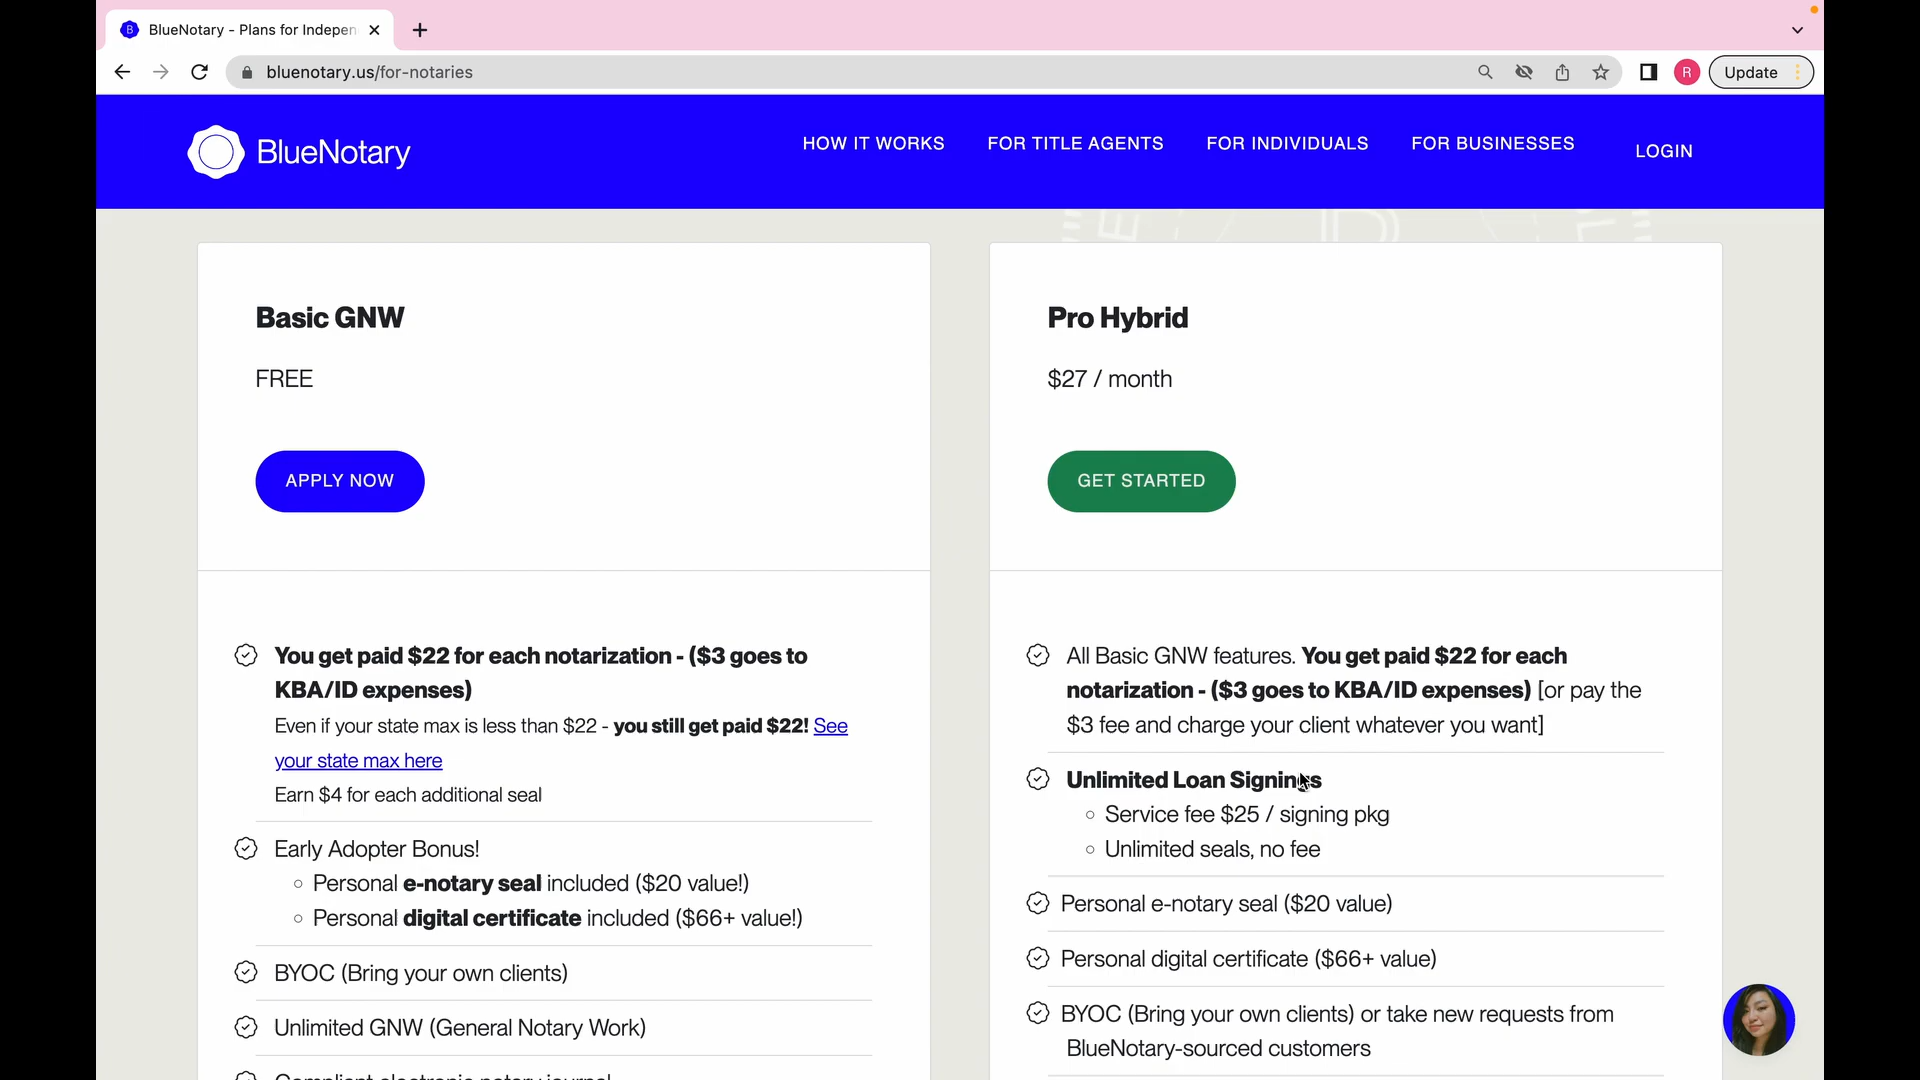 BlueNotary - Plans for Indepen
bluenotary.us/for-notaries
R
Update
BlueNotary
HOW IT WORKS
FOR TITLE AGENTS
FOR INDIVIDUALS
FOR BUSINESSES
LOGIN
Basic GNW
FREE
APPLY NOW
You get paid $22 for each notarization - ($3 goes to
KBA/ID expenses)
Even if your state max is less than $22 - you still get paid $22! See
your state max here
Earn $4 for each additional seal
Early Adopter Bonus!
Personal e-notary seal included ($20 value!)
Personal digital certificate included ($66+ value!)
BYOC (Bring your own clients)
Unlimited GNW (General Notary Work)
Pro Hybrid
$27 / month
GET STARTED
All Basic GNW features. You get paid $22 for each
notarization - ($3 goes to KBA/ID expenses) [or pay the
$3 fee and charge your client whatever you want]
Unlimited Loan Signings
Service fee $25 / signing pkg
Unlimited seals, no fee
Personal e-notary seal ($20 value)
Personal digital certificate ($66+ value)
BYOC (Bring your own clients) or take new requests from
BlueNotary-sourced customers